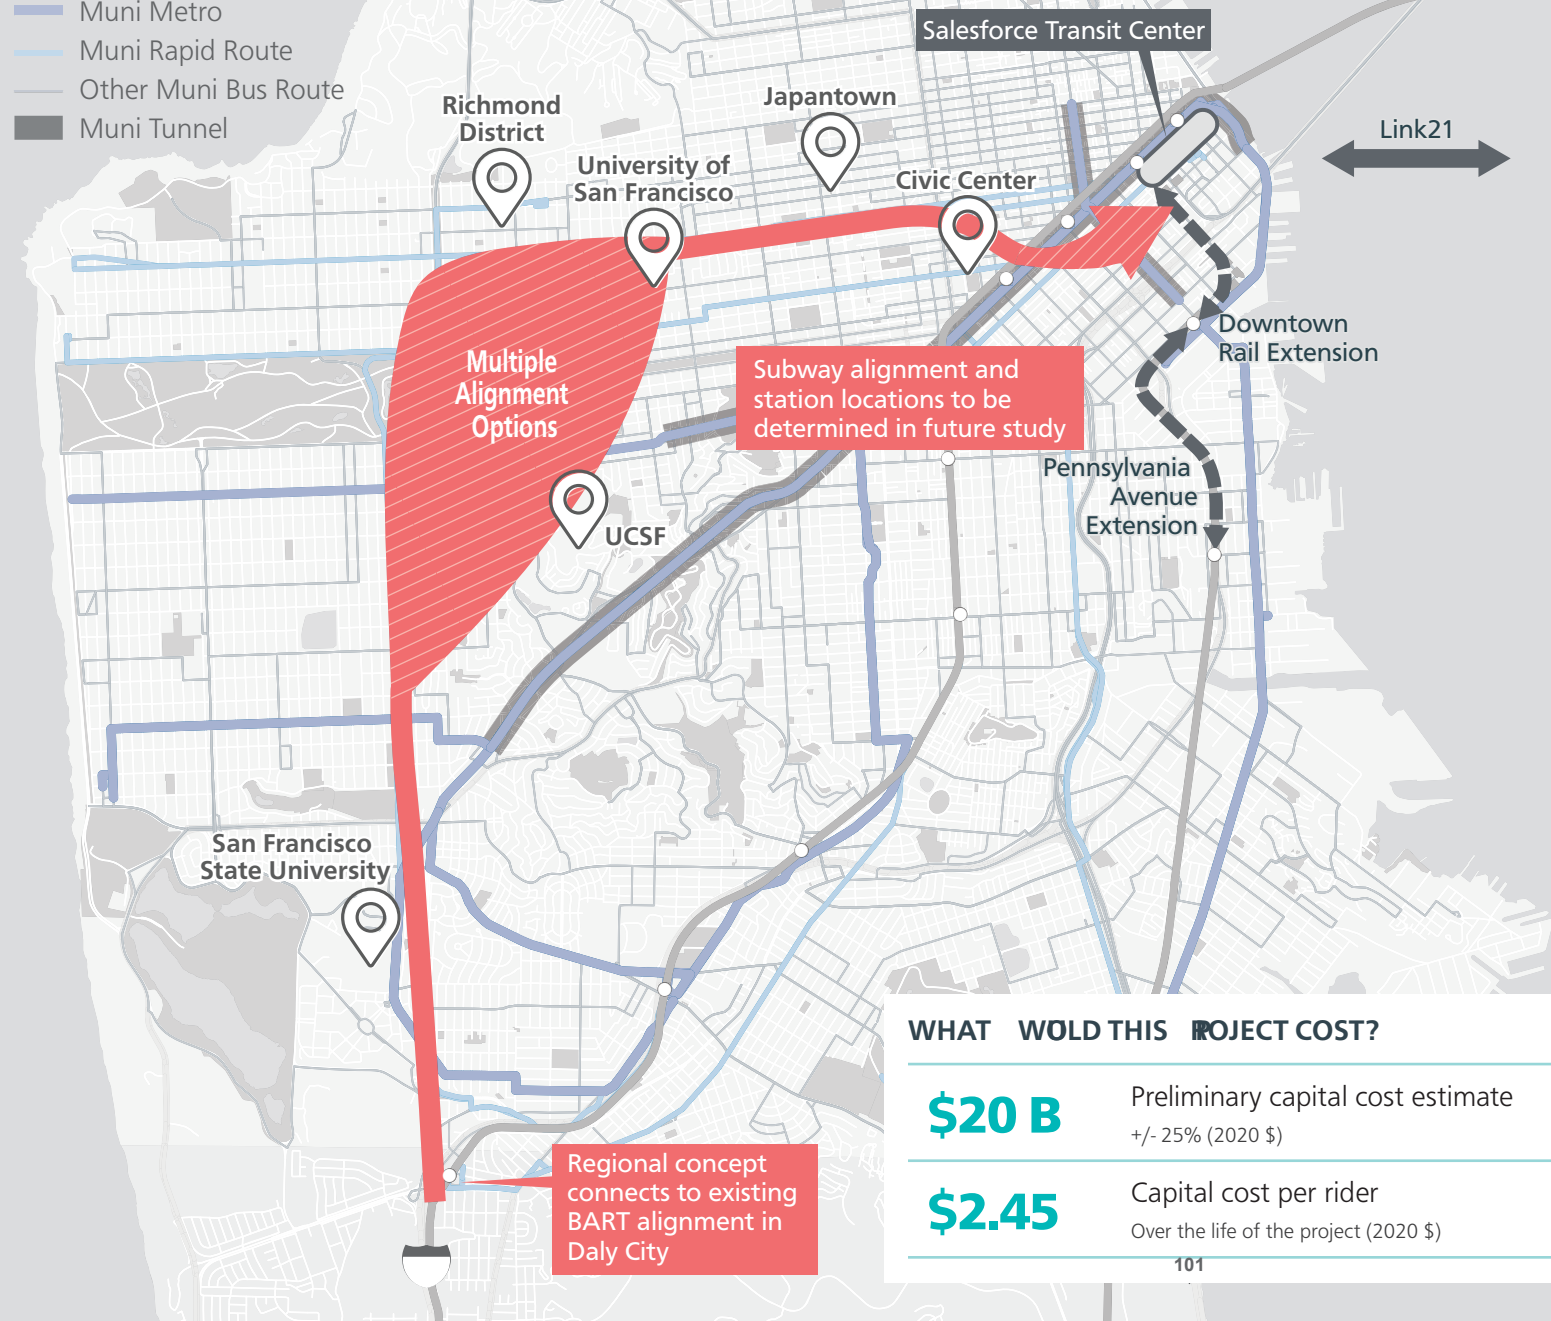 Muni Metro
Muni Rapid Route
Other Muni Bus Route
Muni Tunnel
Salesforce Transit Center
Richmond
District
Japantown
University of
San Francisco
Civic Center
Link21
Downtown
Rail Extension
Multiple
Alignment
Options
Subway alignment and
station locations to be
determined in future study
Pennsylvania
Avenue
Extension
UCSF
San Francisco
State University
Regional concept
connects to existing
BART alignment in
Daly City
WHAT WOULD THIS PROJECT COST?
$20 B
Preliminary capital cost estimate
+/- 25% (2020 $)
$2.45
Capital cost per rider
Over the life of the project (2020 $)
101